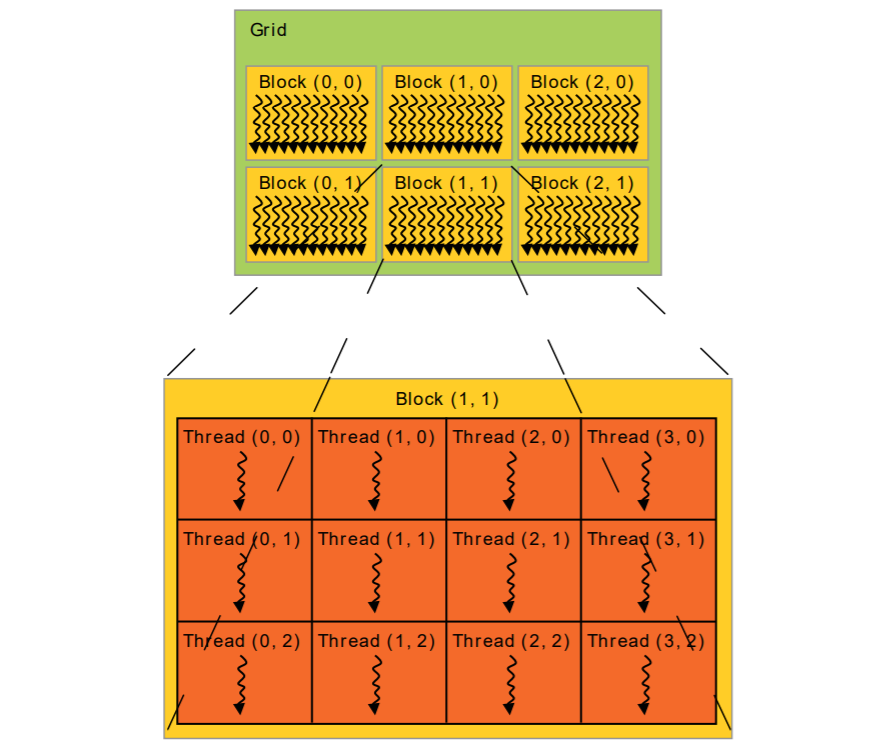 Grid
Block (0, 0) Block (1, 0) Block (2, 0)
Block (0, 1) Block (1, 1) Block (2, 1)
Block (1, 1)
Thread (0, 0) Thread (1, 0) Thread (2, 0) Thread (3, 0)
Thread (0, 1) Thread (1, 1) Thread (2, 1) Thread (3, 1)
Thread (0, 2) Thread (1, 2) Thread (2, 2) Thread (3, 2)